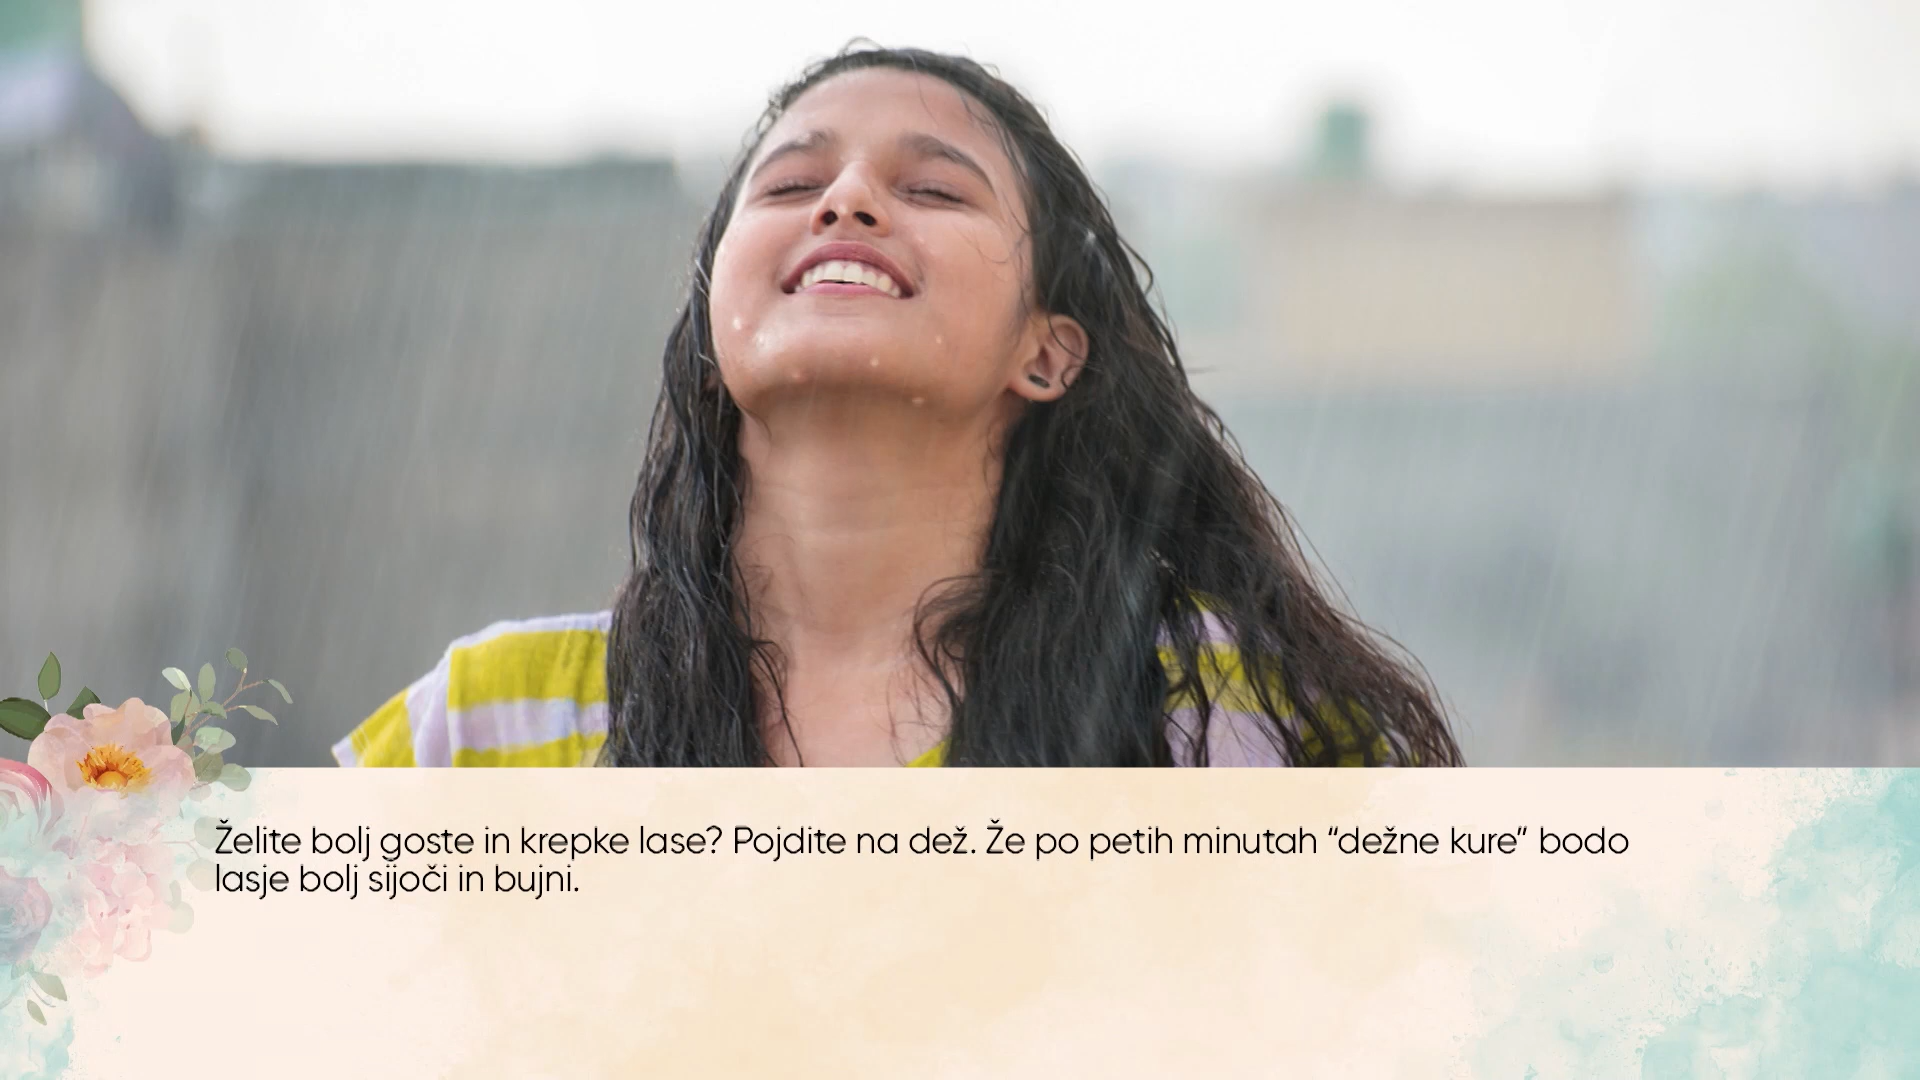 Želite bolj goste in krepke lase? Pojdite na dež. Že po petih minutah “dežne kure” bodo
lasje bolj sijoči in bujni.